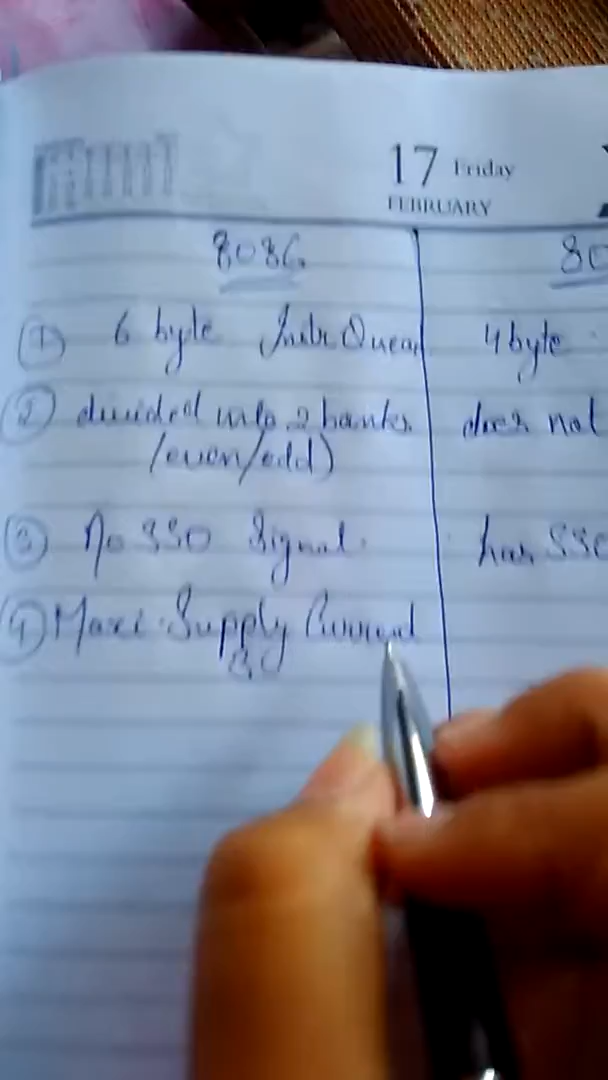 17 Friday
FEBRUARY
8086 80
① 6 byte Instr Queue 4 byte
② divided into 2 banks does not
(even/odd)
③ No SSO Signal. has SSO
④ Maxi. Supply Current